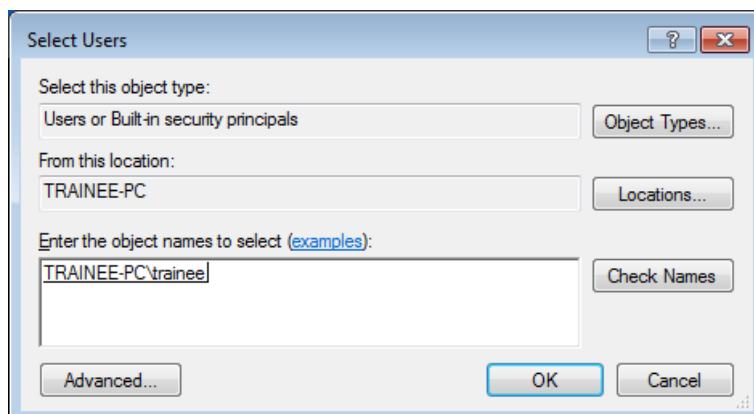 Select Users
Select this object type:
Users or Built-in security principals
Object Types...
From this location:
TRAINEE-PC
Locations...
Enter the object names to select (examples):
TRAINEE-PC\trainee
Check Names
Advanced...
OK
Cancel